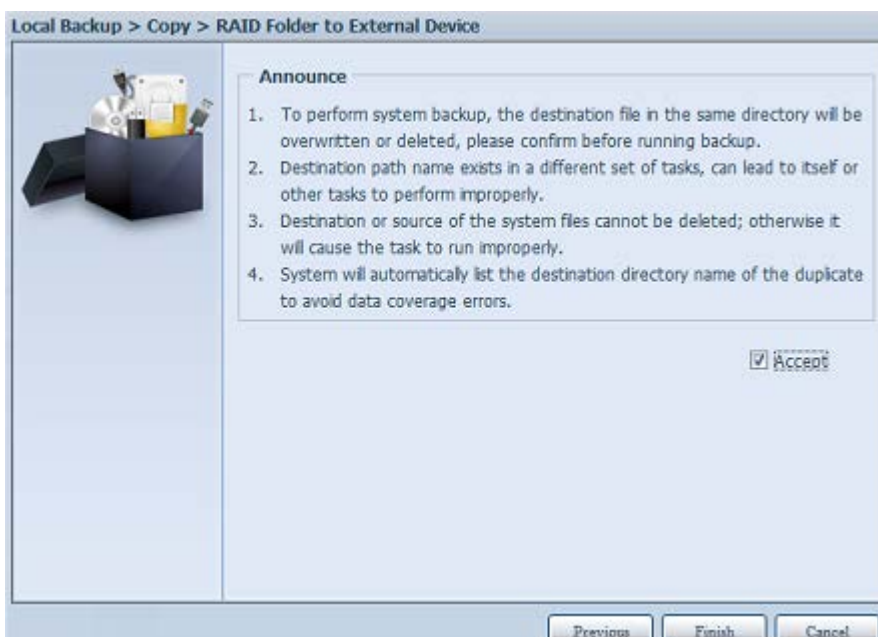 Local Backup > Copy > RAID Folder to External Device
Announce
1. To perform system backup, the destination file in the same directory will be
overwritten or deleted, please confirm before running backup.
2. Destination path name exists in a different set of tasks, can lead to itself or
other tasks to perform improperly.
3. Destination or source of the system files cannot be deleted; otherwise it
will cause the task to run improperly.
4. System will automatically list the destination directory name of the duplicate
to avoid data coverage errors.
Accept
Previous Finish Cancel